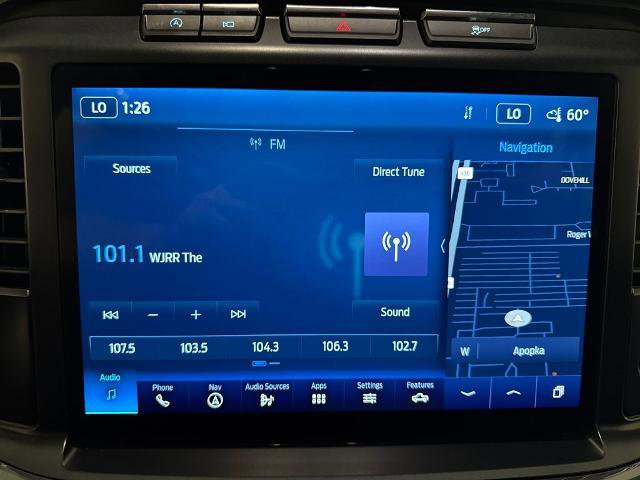 OFF
LO 1:26
LO 60°
FM
Navigation
Sources
Direct Tune
DOVEHILL
Roger
101.1 WJRR The
Sound
107.5 103.5 104.3 106.3 102.7
W Apopka
Audio Phone Nav Audio Sources Apps Settings Features